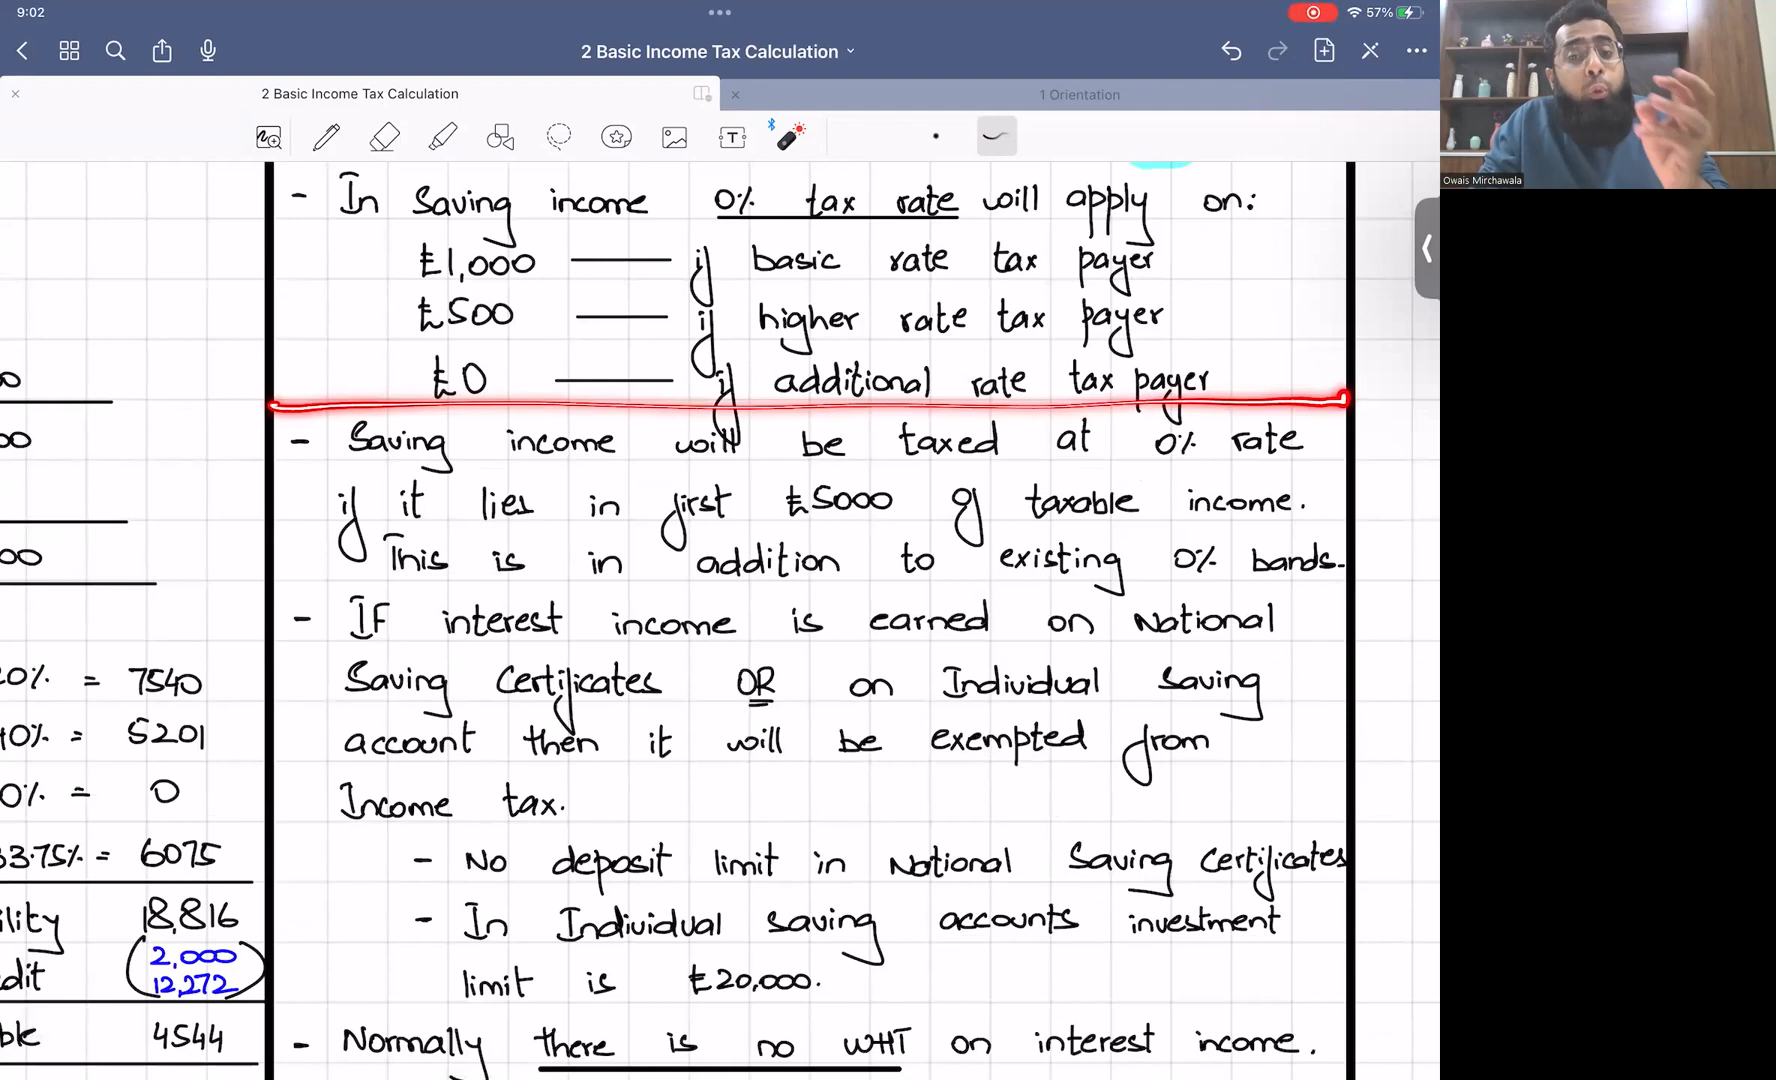 9:02
57%
2 Basic Income Tax Calculation
2 Basic Income Tax Calculation
1 Orientation
T
Owais Mirchawala
- In Saving income 0% tax rate will apply on:
£1,000 —— if basic rate tax payer
£500 —— if higher rate tax payer
£0 —— if additional rate tax payer
- Saving income will be taxed at 0% rate
if it lies in first £5000 of taxable income.
This is in addition to existing 0% bands.
- IF interest income is earned on National
Saving Certificates OR on Individual Saving
account then it will be exempted from
Income tax.
- No deposit limit in National Saving Certificates
- In Individual saving accounts investment
limit is £20,000.
- Normally there is no WHT on interest income.
0
00
00
20% = 7540
40% = 5201
0% = 0
33.75% = 6075
ility 18,816
dit (2,000
12,272)
ble 4544